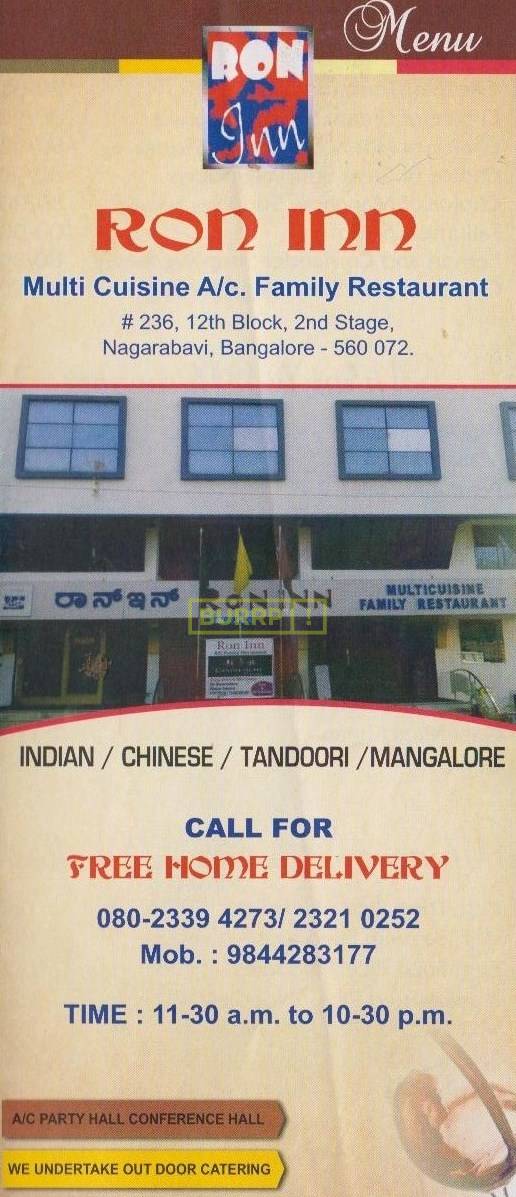 Menu
RON
Inn
RON INN
Multi Cuisine A/c. Family Restaurant
# 236, 12th Block, 2nd Stage,
Nagarabavi, Bangalore - 560 072.
ರಾನ್ ಇನ್ RON INN
MULTICUISINE
FAMILY RESTAURANT
BURRP!
Ron Inn
INDIAN / CHINESE / TANDOORI /MANGALORE
CALL FOR
FREE HOME DELIVERY
080-2339 4273/ 2321 0252
Mob. : 9844283177
TIME : 11-30 a.m. to 10-30 p.m.
A/C PARTY HALL CONFERENCE HALL
WE UNDERTAKE OUT DOOR CATERING